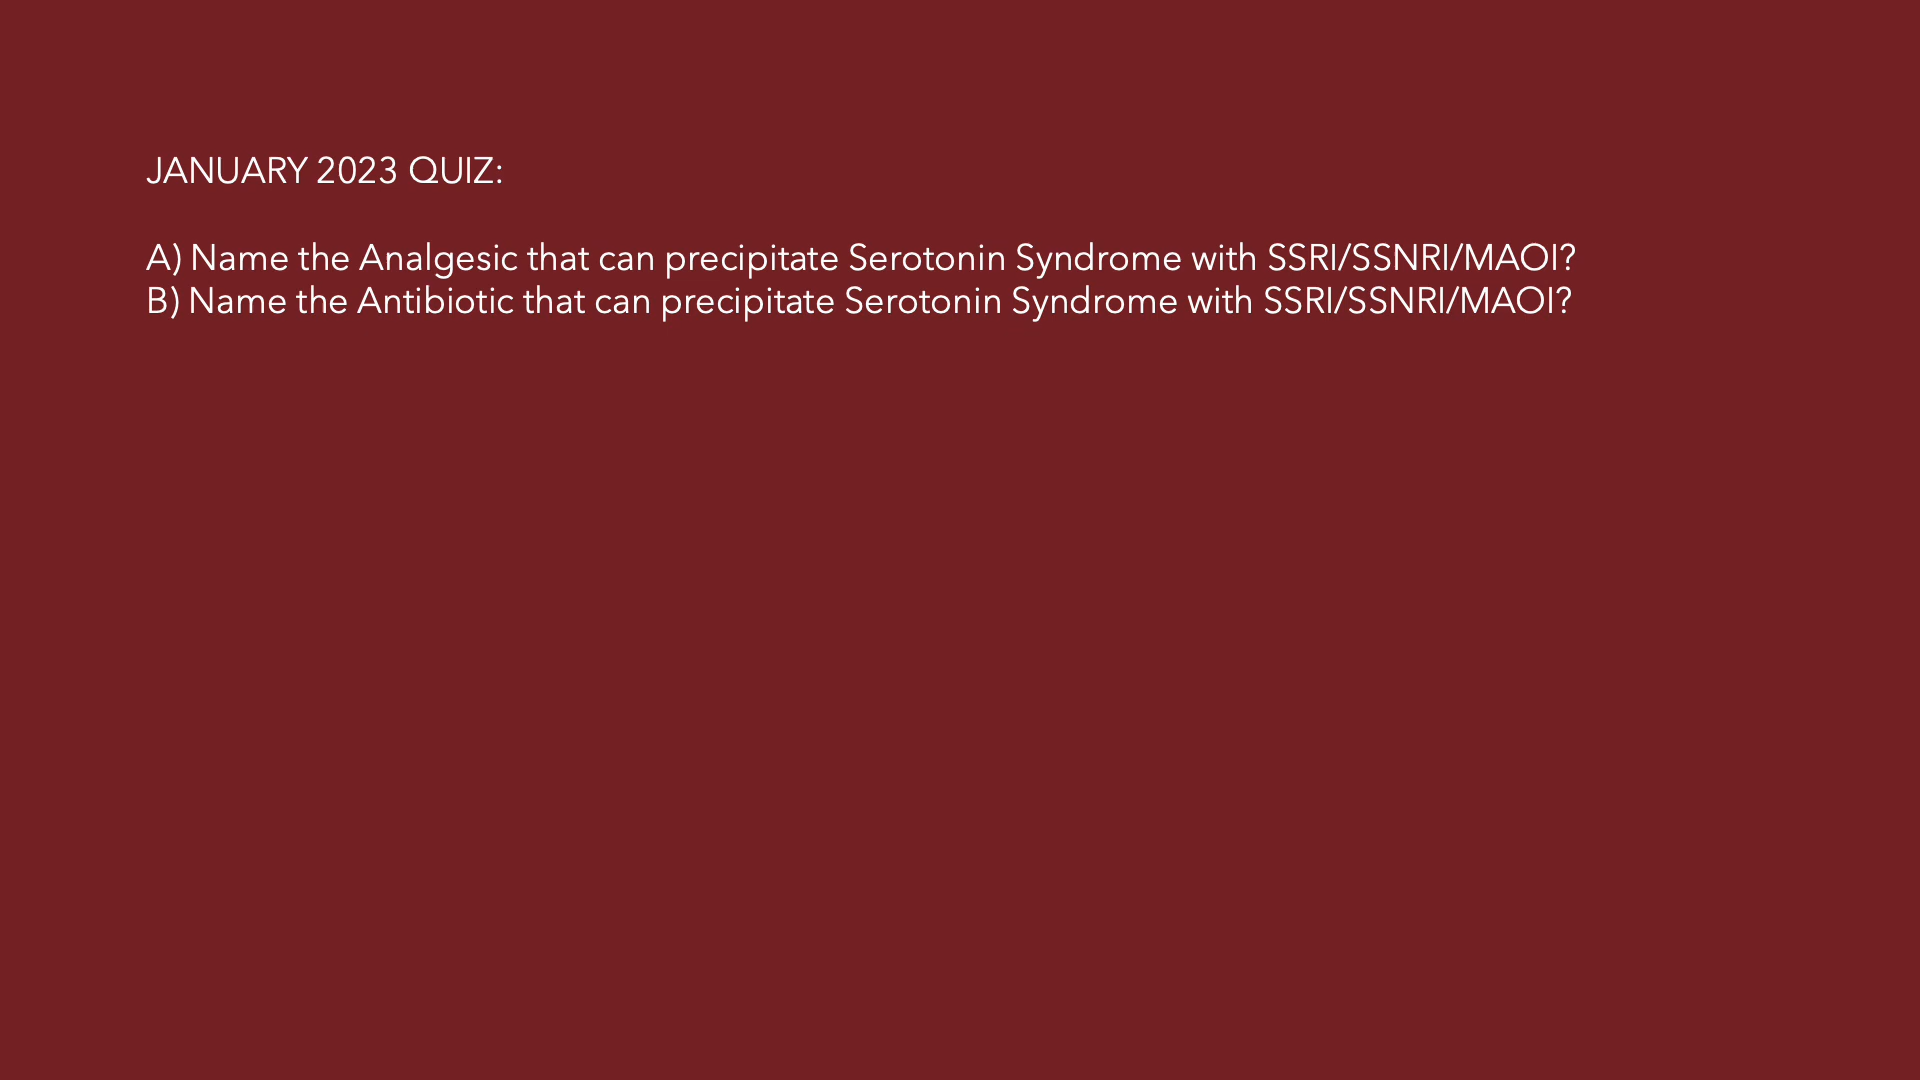 JANUARY 2023 QUIZ:
A) Name the Analgesic that can precipitate Serotonin Syndrome with SSRI/SSNRI/MAOI?
B) Name the Antibiotic that can precipitate Serotonin Syndrome with SSRI/SSNRI/MAOI?